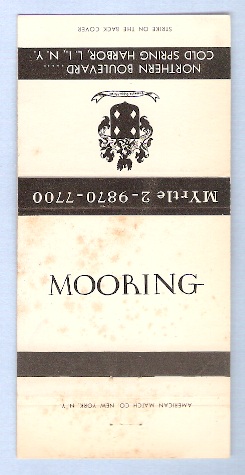 STRIKE ON THE BACK COVER
NORTHERN BOULEVARD.....
COLD SPRING HARBOR, L. I., N. Y.
MYrtle 2-9870-7700
MOORING
AMERICAN MATCH CO. NEW YORK, N. Y.